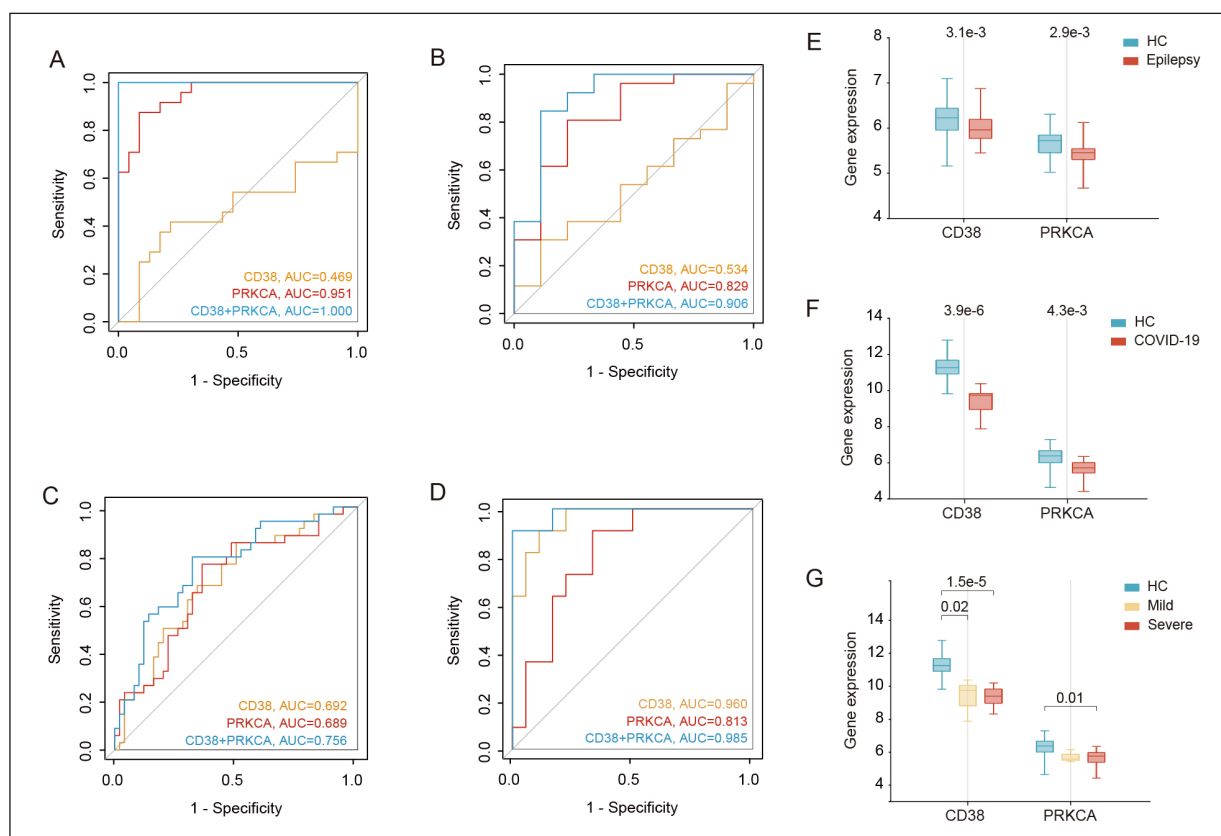 A
Sensitivity
1.0
0.8
0.6
0.4
0.2
0.0
CD38, AUC=0.469
PRKCA, AUC=0.951
CD38+PRKCA, AUC=1.000
0.0 0.5 1.0
1 - Specificity
B
Sensitivity
1.0
0.8
0.6
0.4
0.2
0.0
CD38, AUC=0.534
PRKCA, AUC=0.829
CD38+PRKCA, AUC=0.906
0.0 0.5 1.0
1 - Specificity
C
Sensitivity
1.0
0.8
0.6
0.4
0.2
0.0
CD38, AUC=0.692
PRKCA, AUC=0.689
CD38+PRKCA, AUC=0.756
0.0 0.5 1.0
1 - Specificity
D
Sensitivity
1.0
0.8
0.6
0.4
0.2
0.0
CD38, AUC=0.960
PRKCA, AUC=0.813
CD38+PRKCA, AUC=0.985
0.0 0.5 1.0
1 - Specificity
E
3.1e-3 2.9e-3
HC
Epilepsy
Gene expression
8
7
6
5
4
CD38 PRKCA
F
3.9e-6 4.3e-3
HC
COVID-19
Gene expression
14
12
10
8
6
4
CD38 PRKCA
G
1.5e-5
0.02
0.01
HC
Mild
Severe
Gene expression
14
12
10
8
6
4
CD38 PRKCA